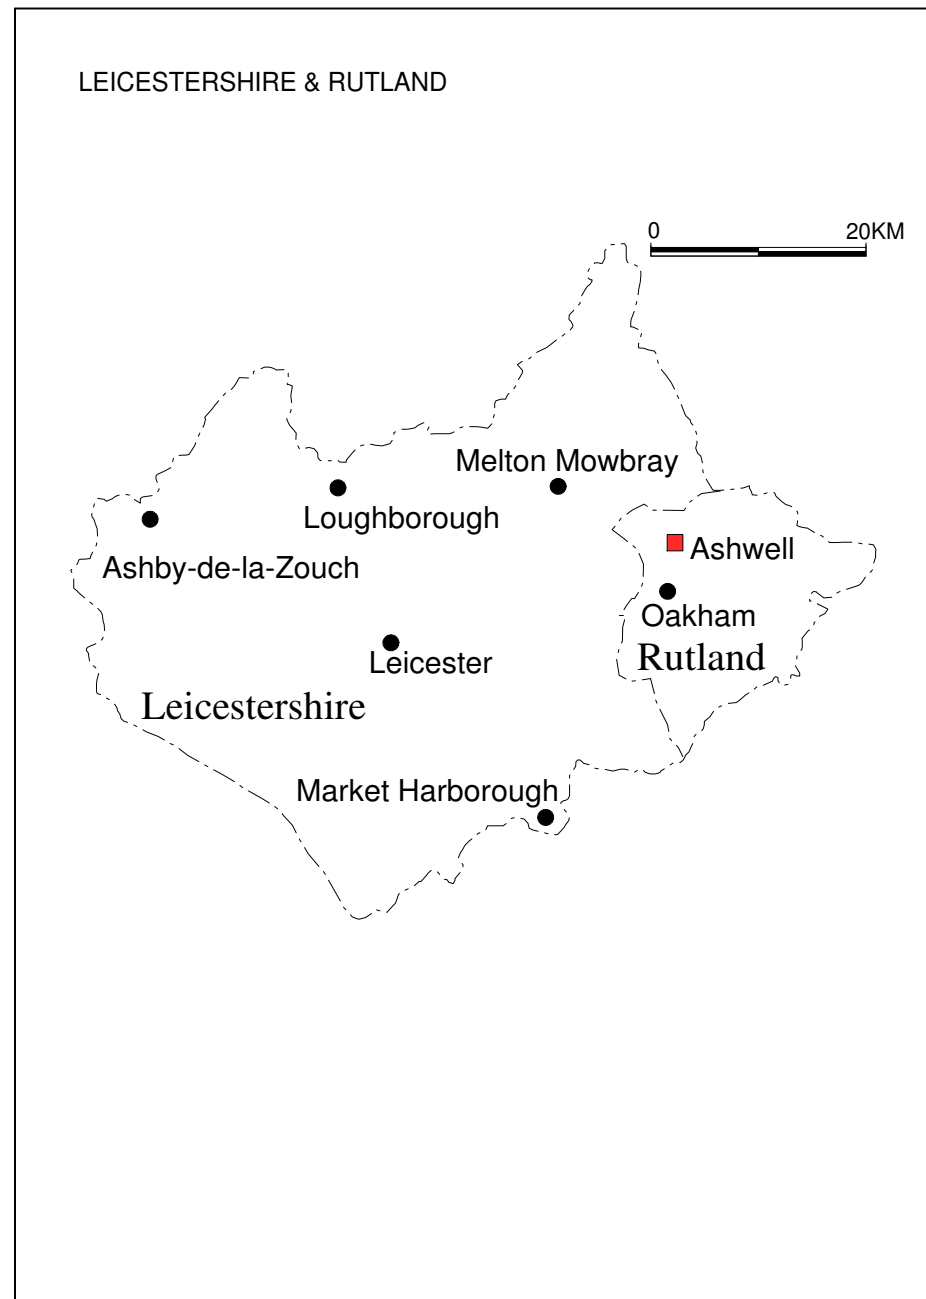 LEICESTERSHIRE & RUTLAND
0 20KM
Melton Mowbray
Loughborough
Ashwell
Ashby-de-la-Zouch
Oakham
Leicester
Rutland
Leicestershire
Market Harborough